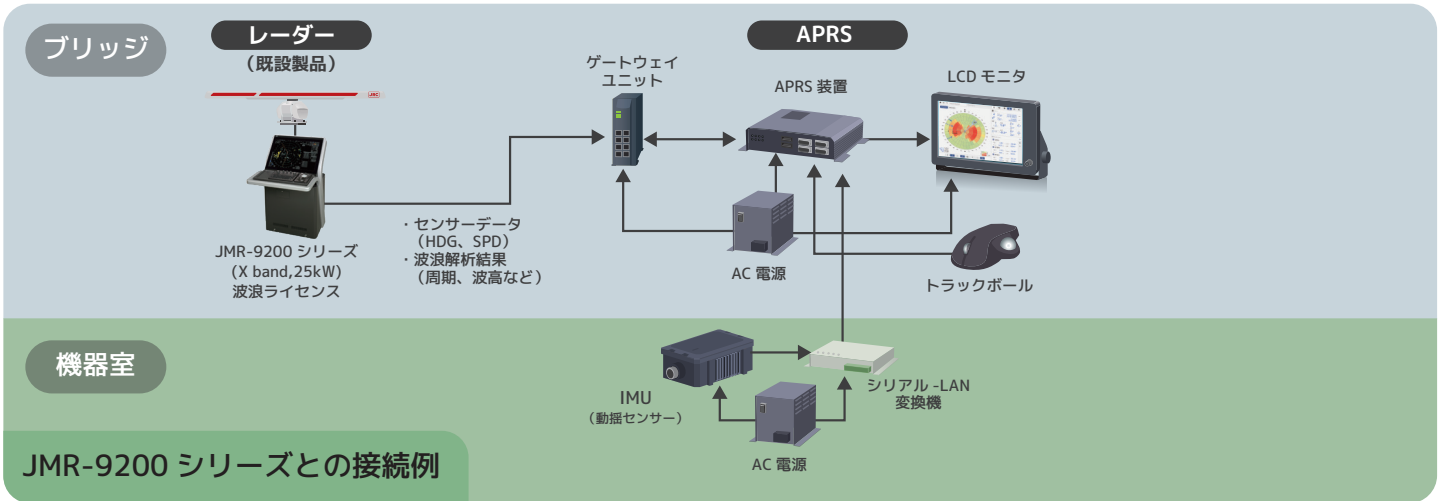 ブリッジ
レーダー
（既設製品）
JRC
JMR-9200 シリーズ
(X band,25kW)
波浪ライセンス
・センサーデータ
（HDG、SPD）
・波浪解析結果
（周期、波高など）
APRS
ゲートウェイ
ユニット
APRS 装置
LCD モニタ
AC 電源
トラックボール
機器室
IMU
（動揺センサー）
シリアル -LAN
変換機
AC 電源
JMR-9200 シリーズとの接続例